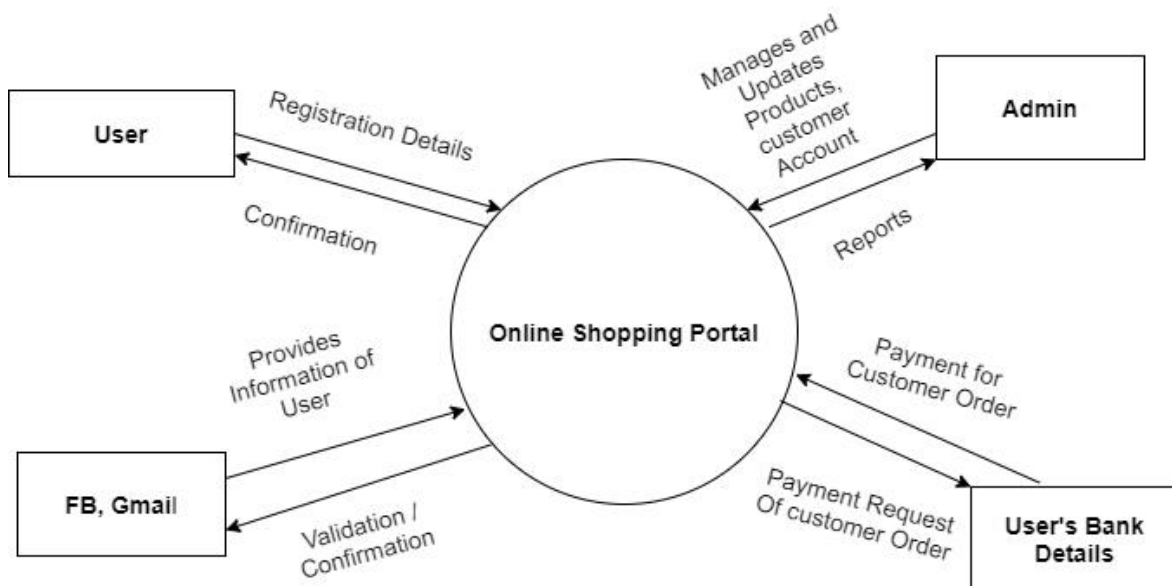 User
Registration Details
Confirmation
Manages and
Updates
Products,
customer
Account
Admin
Reports
Online Shopping Portal
Provides
Information of
User
FB, Gmail
Validation /
Confirmation
Payment for
Customer Order
Payment Request
Of customer Order
User's Bank
Details